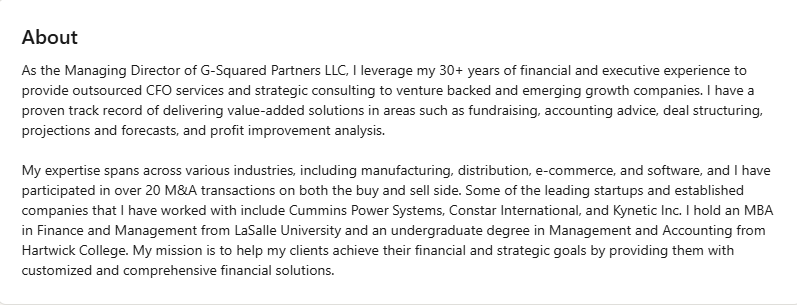 About
As the Managing Director of G-Squared Partners LLC, I leverage my 30+ years of financial and executive experience to
provide outsourced CFO services and strategic consulting to venture backed and emerging growth companies. I have a
proven track record of delivering value-added solutions in areas such as fundraising, accounting advice, deal structuring,
projections and forecasts, and profit improvement analysis.
My expertise spans across various industries, including manufacturing, distribution, e-commerce, and software, and I have
participated in over 20 M&A transactions on both the buy and sell side. Some of the leading startups and established
companies that I have worked with include Cummins Power Systems, Constar International, and Kynetic Inc. I hold an MBA
in Finance and Management from LaSalle University and an undergraduate degree in Management and Accounting from
Hartwick College. My mission is to help my clients achieve their financial and strategic goals by providing them with
customized and comprehensive financial solutions.